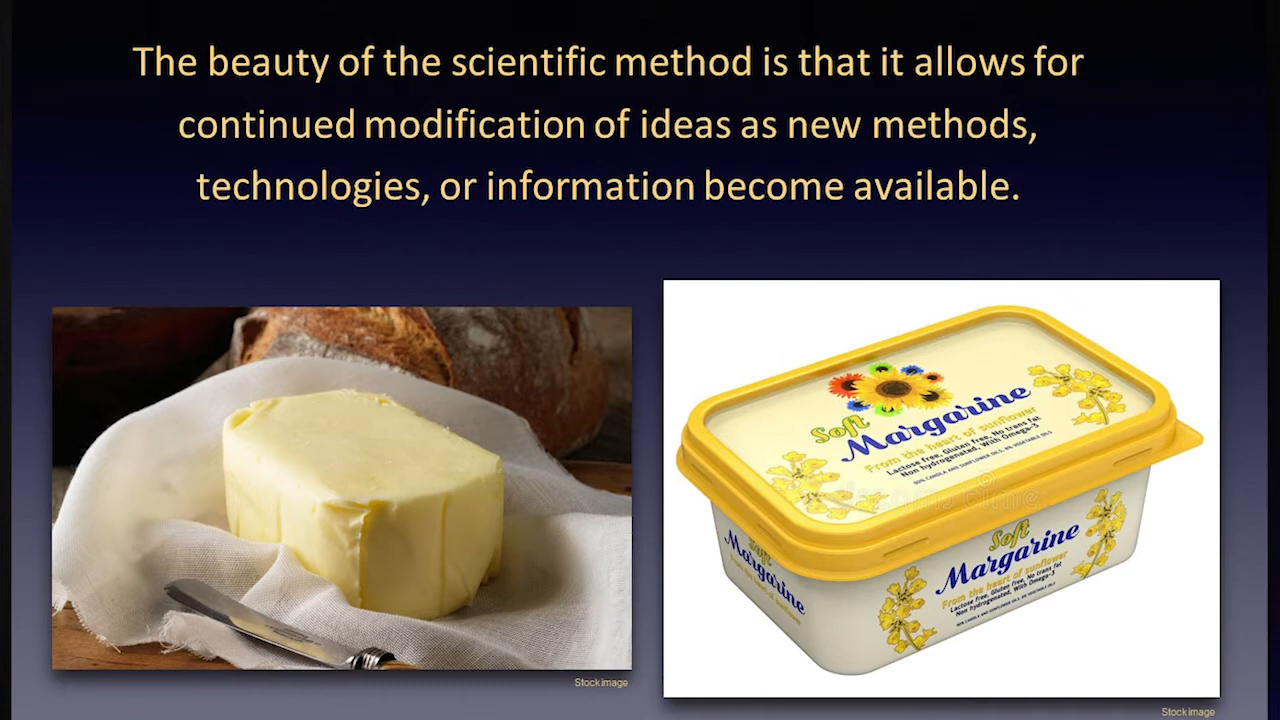 The beauty of the scientific method is that it allows for
continued modification of ideas as new methods,
technologies, or information become available.
Soft
Margarine
From the heart of sunflower
Lactose free, Gluten free, No trans fat
Non hydrogenated, With Omega-3
Soft
Margarine
From the heart of sunflower
Lactose free, Gluten free, No trans fat
Non hydrogenated, With Omega-3
Soft
Margarine
Stock image
Stock image